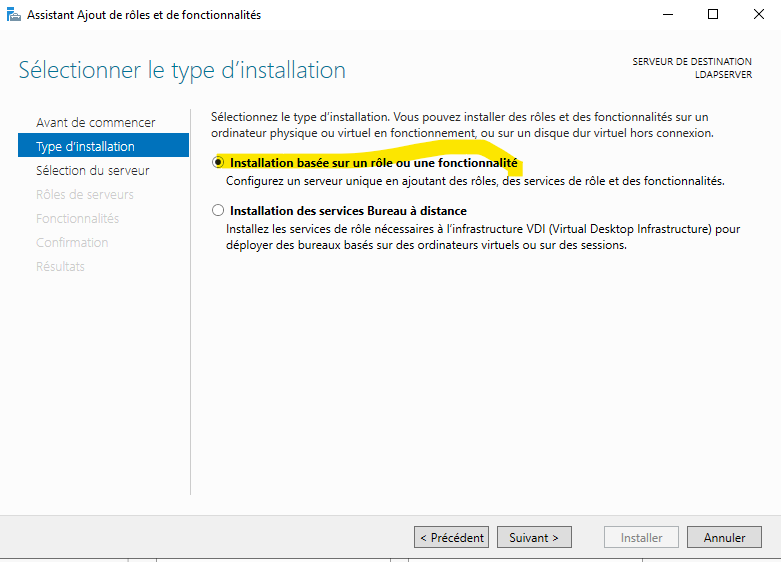 Assistant Ajout de rôles et de fonctionnalités
Sélectionner le type d’installation
SERVEUR DE DESTINATION
LDAPSERVER
Avant de commencer
Type d’installation
Sélection du serveur
Rôles de serveurs
Fonctionnalités
Confirmation
Résultats
Sélectionnez le type d’installation. Vous pouvez installer des rôles et des fonctionnalités sur un
ordinateur physique ou virtuel en fonctionnement, ou sur un disque dur virtuel hors connexion.
Installation basée sur un rôle ou une fonctionnalité
Configurez un serveur unique en ajoutant des rôles, des services de rôle et des fonctionnalités.
Installation des services Bureau à distance
Installez les services de rôle nécessaires à l’infrastructure VDI (Virtual Desktop Infrastructure) pour
déployer des bureaux basés sur des ordinateurs virtuels ou sur des sessions.
< Précédent
Suivant >
Installer
Annuler